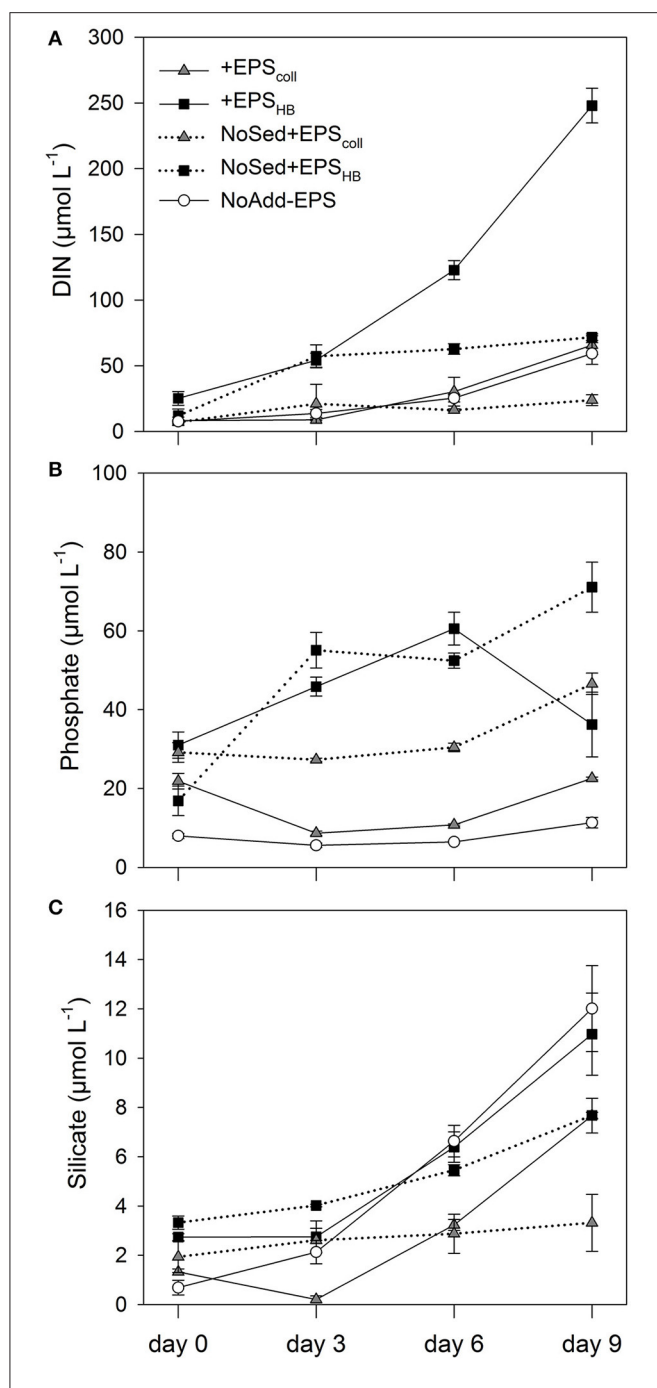 A
300
250
200
150
100
50
0
DIN (µmol L⁻¹)
+EPScoll
+EPSHB
NoSed+EPScoll
NoSed+EPSHB
NoAdd-EPS
B
100
80
60
40
20
0
Phosphate (µmol L⁻¹)
C
16
14
12
10
8
6
4
2
0
Silicate (µmol L⁻¹)
day 0 day 3 day 6 day 9